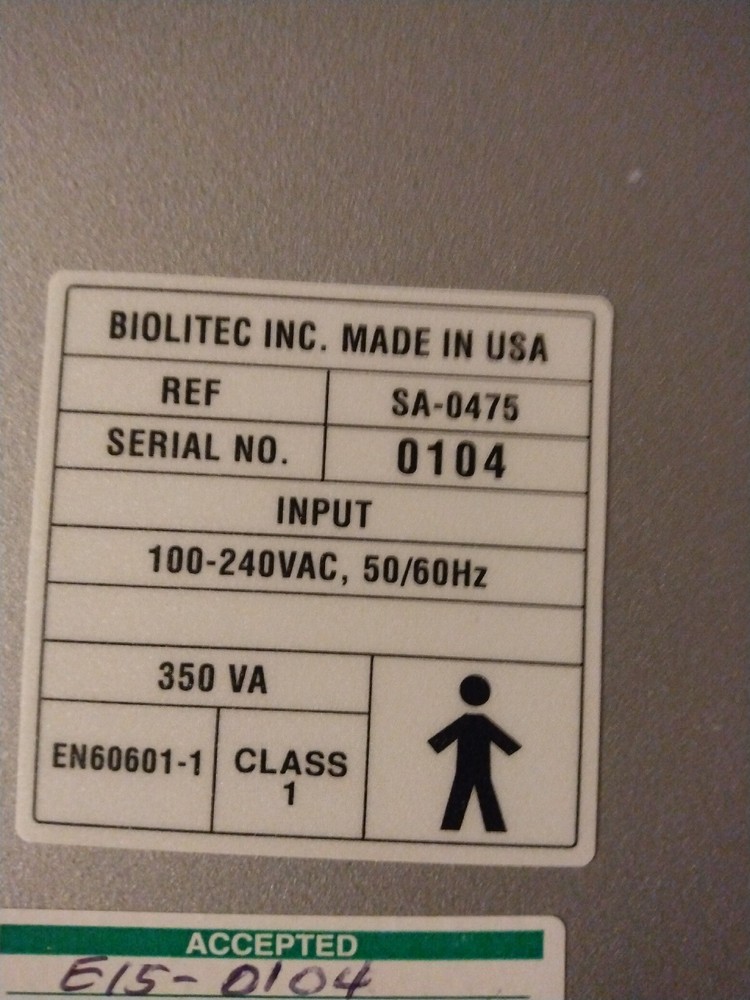 BIOLITEC INC. MADE IN USA
REF SA-0475
SERIAL NO. 0104
INPUT
100-240VAC, 50/60Hz
350 VA
EN60601-1 CLASS
1
ACCEPTED
E15-0104